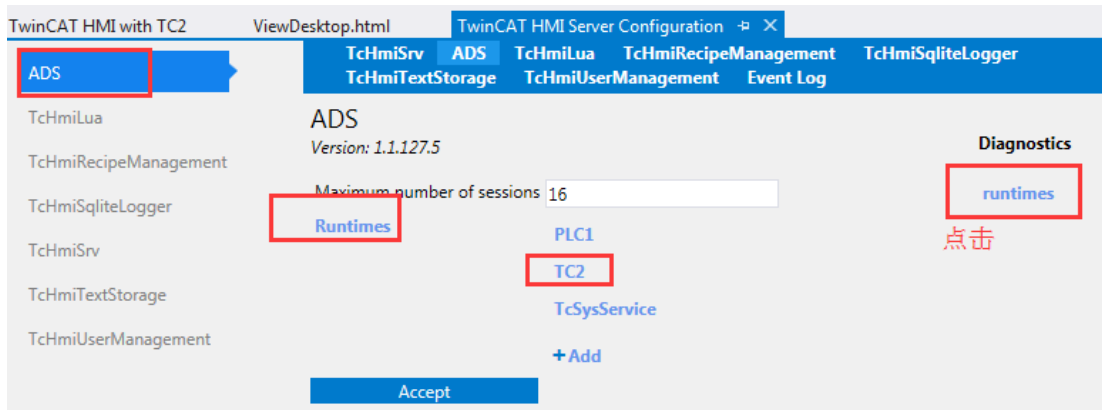 TwinCAT HMI with TC2 ViewDesktop.html TwinCAT HMI Server Configuration
TcHmiSrv ADS TcHmiLua TcHmiRecipeManagement TcHmiSqliteLogger
TcHmiTextStorage TcHmiUserManagement Event Log
ADS
TcHmiLua
TcHmiRecipeManagement
TcHmiSqliteLogger
TcHmiSrv
TcHmiTextStorage
TcHmiUserManagement
ADS
Version: 1.1.127.5
Maximum number of sessions 16
Runtimes
PLC1
TC2
TcSysService
+Add
Accept
Diagnostics
runtimes
点击